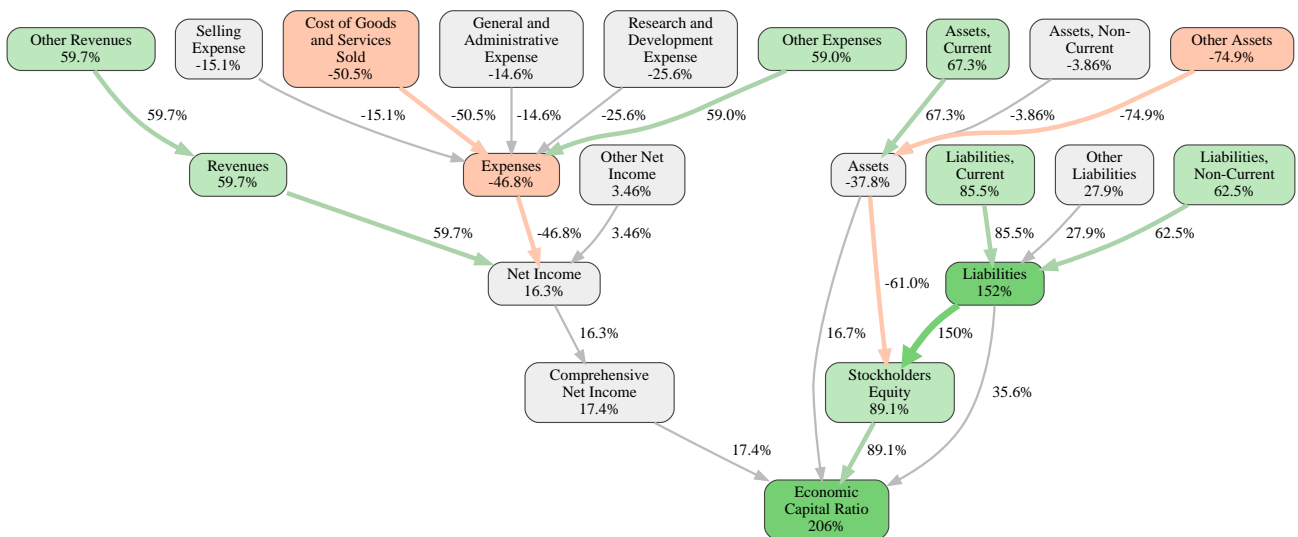 Other Revenues
59.7%
Selling
Expense
-15.1%
Cost of Goods
and Services
Sold
-50.5%
General and
Administrative
Expense
-14.6%
Research and
Development
Expense
-25.6%
Other Expenses
59.0%
Assets,
Current
67.3%
Assets, Non-
Current
-3.86%
Other Assets
-74.9%
59.7%
-15.1%
-50.5%
-14.6%
-25.6%
59.0%
67.3%
-3.86%
-74.9%
Revenues
59.7%
Expenses
-46.8%
Other Net
Income
3.46%
Assets
-37.8%
Liabilities,
Current
85.5%
Other
Liabilities
27.9%
Liabilities,
Non-Current
62.5%
59.7%
-46.8%
3.46%
85.5%
27.9%
62.5%
Net Income
16.3%
-61.0%
Liabilities
152%
16.3%
16.7%
150%
35.6%
Comprehensive
Net Income
17.4%
Stockholders
Equity
89.1%
17.4%
89.1%
Economic
Capital Ratio
206%